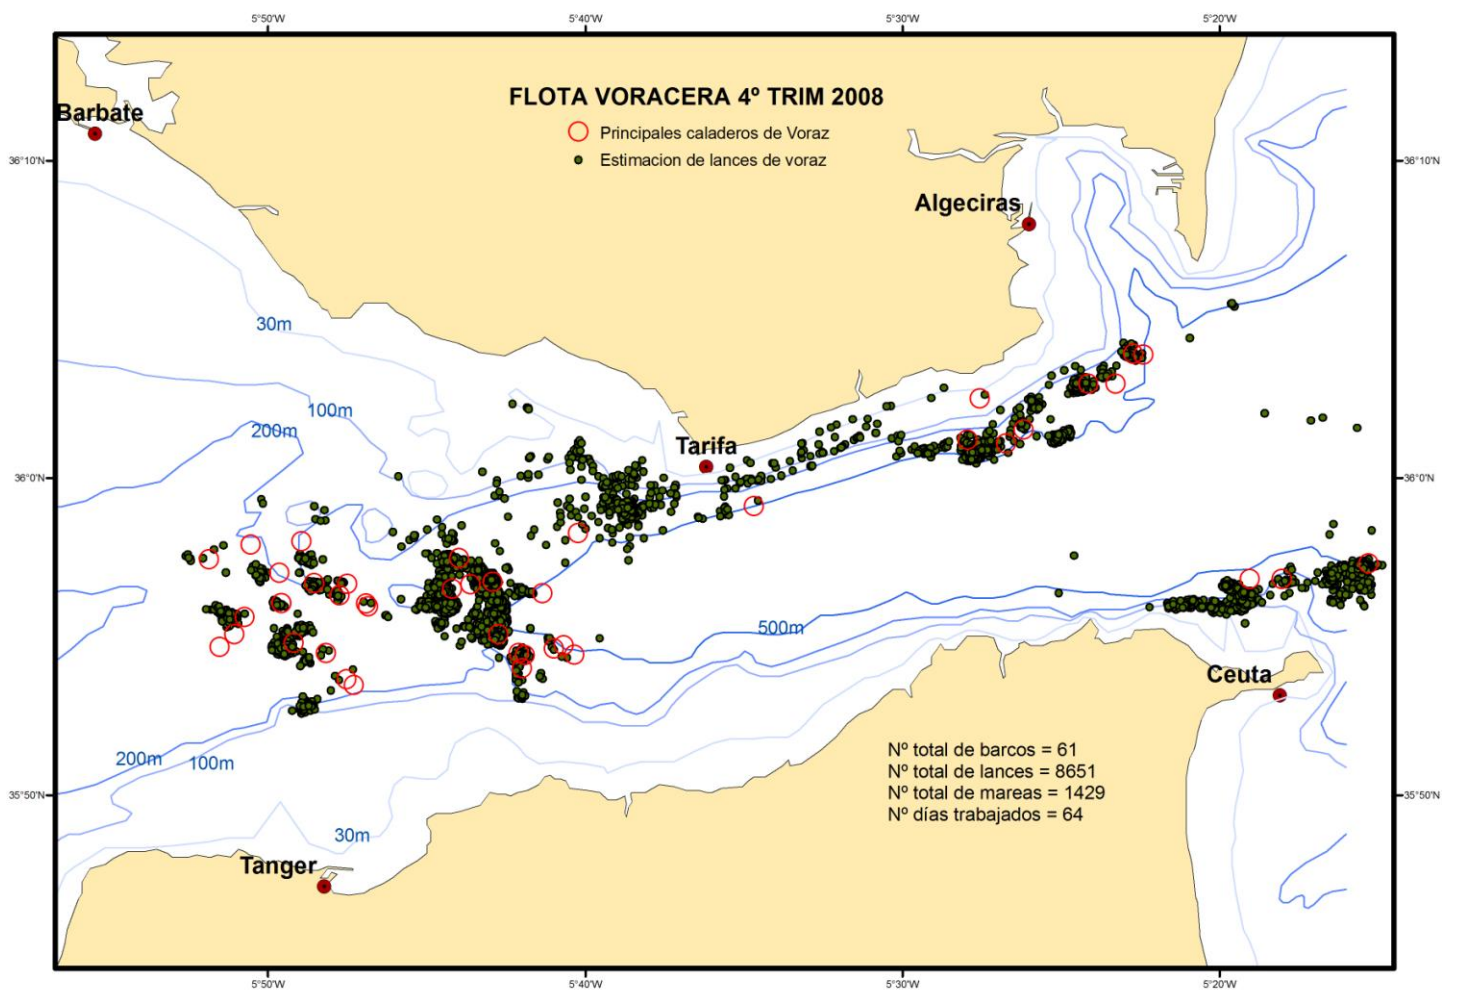 5°50'W
5°40'W
5°30'W
5°20'W
Barbate
FLOTA VORACERA 4º TRIM 2008
Principales caladeros de Voraz
Estimacion de lances de voraz
36°10'N
36°10'N
Algeciras
30m
100m
200m
Tarifa
36°0'N
36°0'N
500m
Ceuta
200m
100m
Nº total de barcos = 61
Nº total de lances = 8651
Nº total de mareas = 1429
Nº días trabajados = 64
35°50'N
35°50'N
30m
Tanger
5°50'W
5°40'W
5°30'W
5°20'W